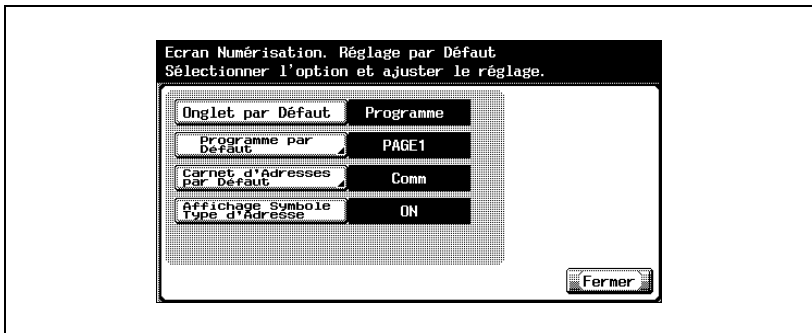 Ecran Numérisation. Réglage par Défaut
Sélectionner l'option et ajuster le réglage.
Onglet par Défaut Programme
Programme par
Défaut PAGE1
Carnet d'Adresses
par Défaut Comm
Affichage Symbole
Type d'Adresse ON
Fermer